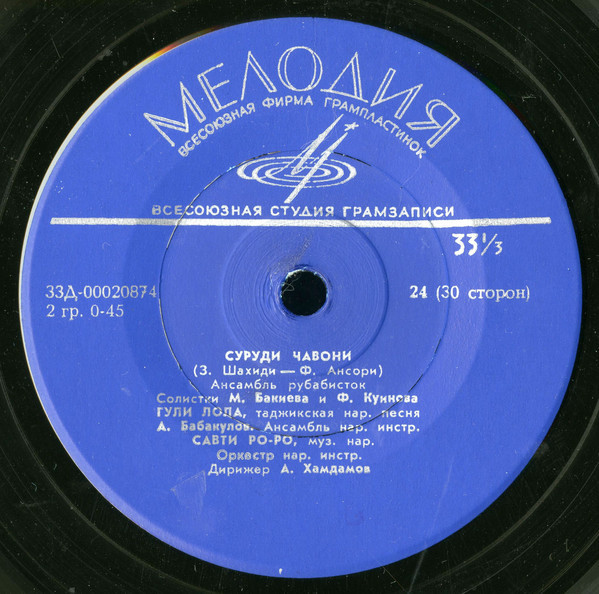 МЕЛОДИЯ
ВСЕСОЮЗНАЯ ФИРМА ГРАМПЛАСТИНОК
ВСЕСОЮЗНАЯ СТУДИЯ ГРАМЗАПИСИ
33⅓
33Д-00020874 24 (30 сторон)
2 гр. 0-45
СУРУДИ ЧАВОНИ
(З. Шахиди — Ф. Ансори)
Ансамбль рубабисток
Солистки М. Бакиева и Ф. Куинова
ГУЛИ ЛОЛА, таджикская нар. песня
А. Бабакулов. Ансамбль нар. инстр.
САВТИ РО-РО, муз. нар.
Оркестр нар. инстр.
Дирижер А. Хамдамов